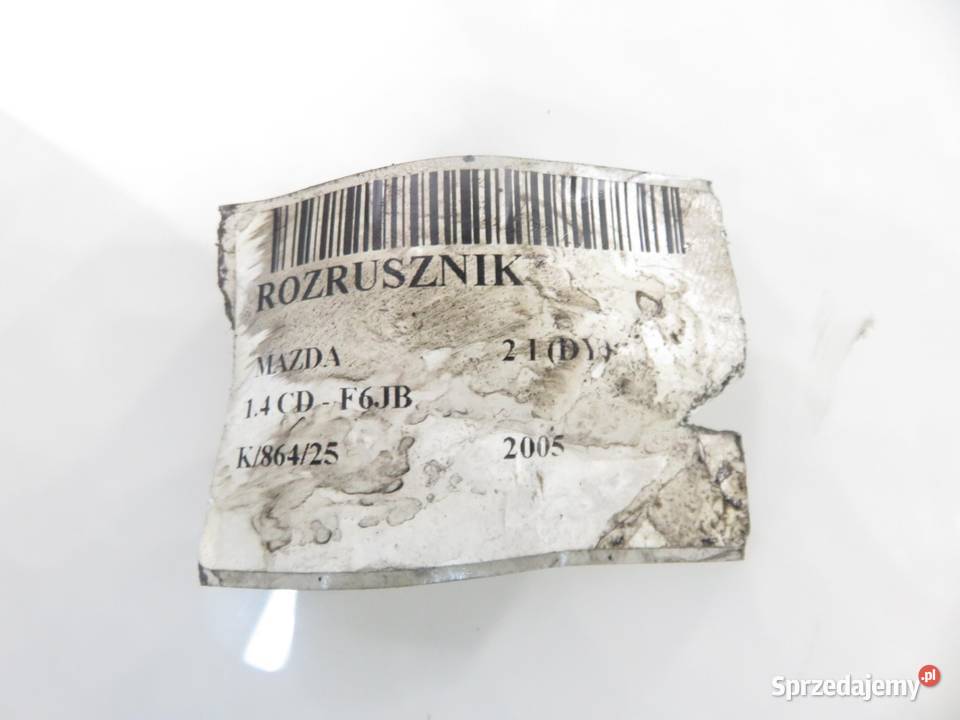 ROZRUSZNIK
MAZDA 2 I (DY)
1.4 CD - F6JB
K/864/25 2005
Sprzedajemy.pl